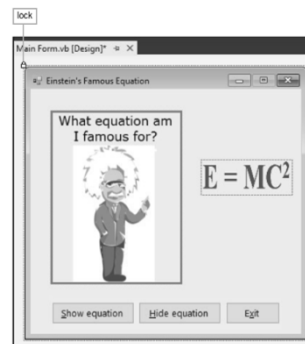 lock
Main Form.vb [Design]*
Einstein's Famous Equation
What equation am
I famous for?
E = MC²
Show equation Hide equation Exit